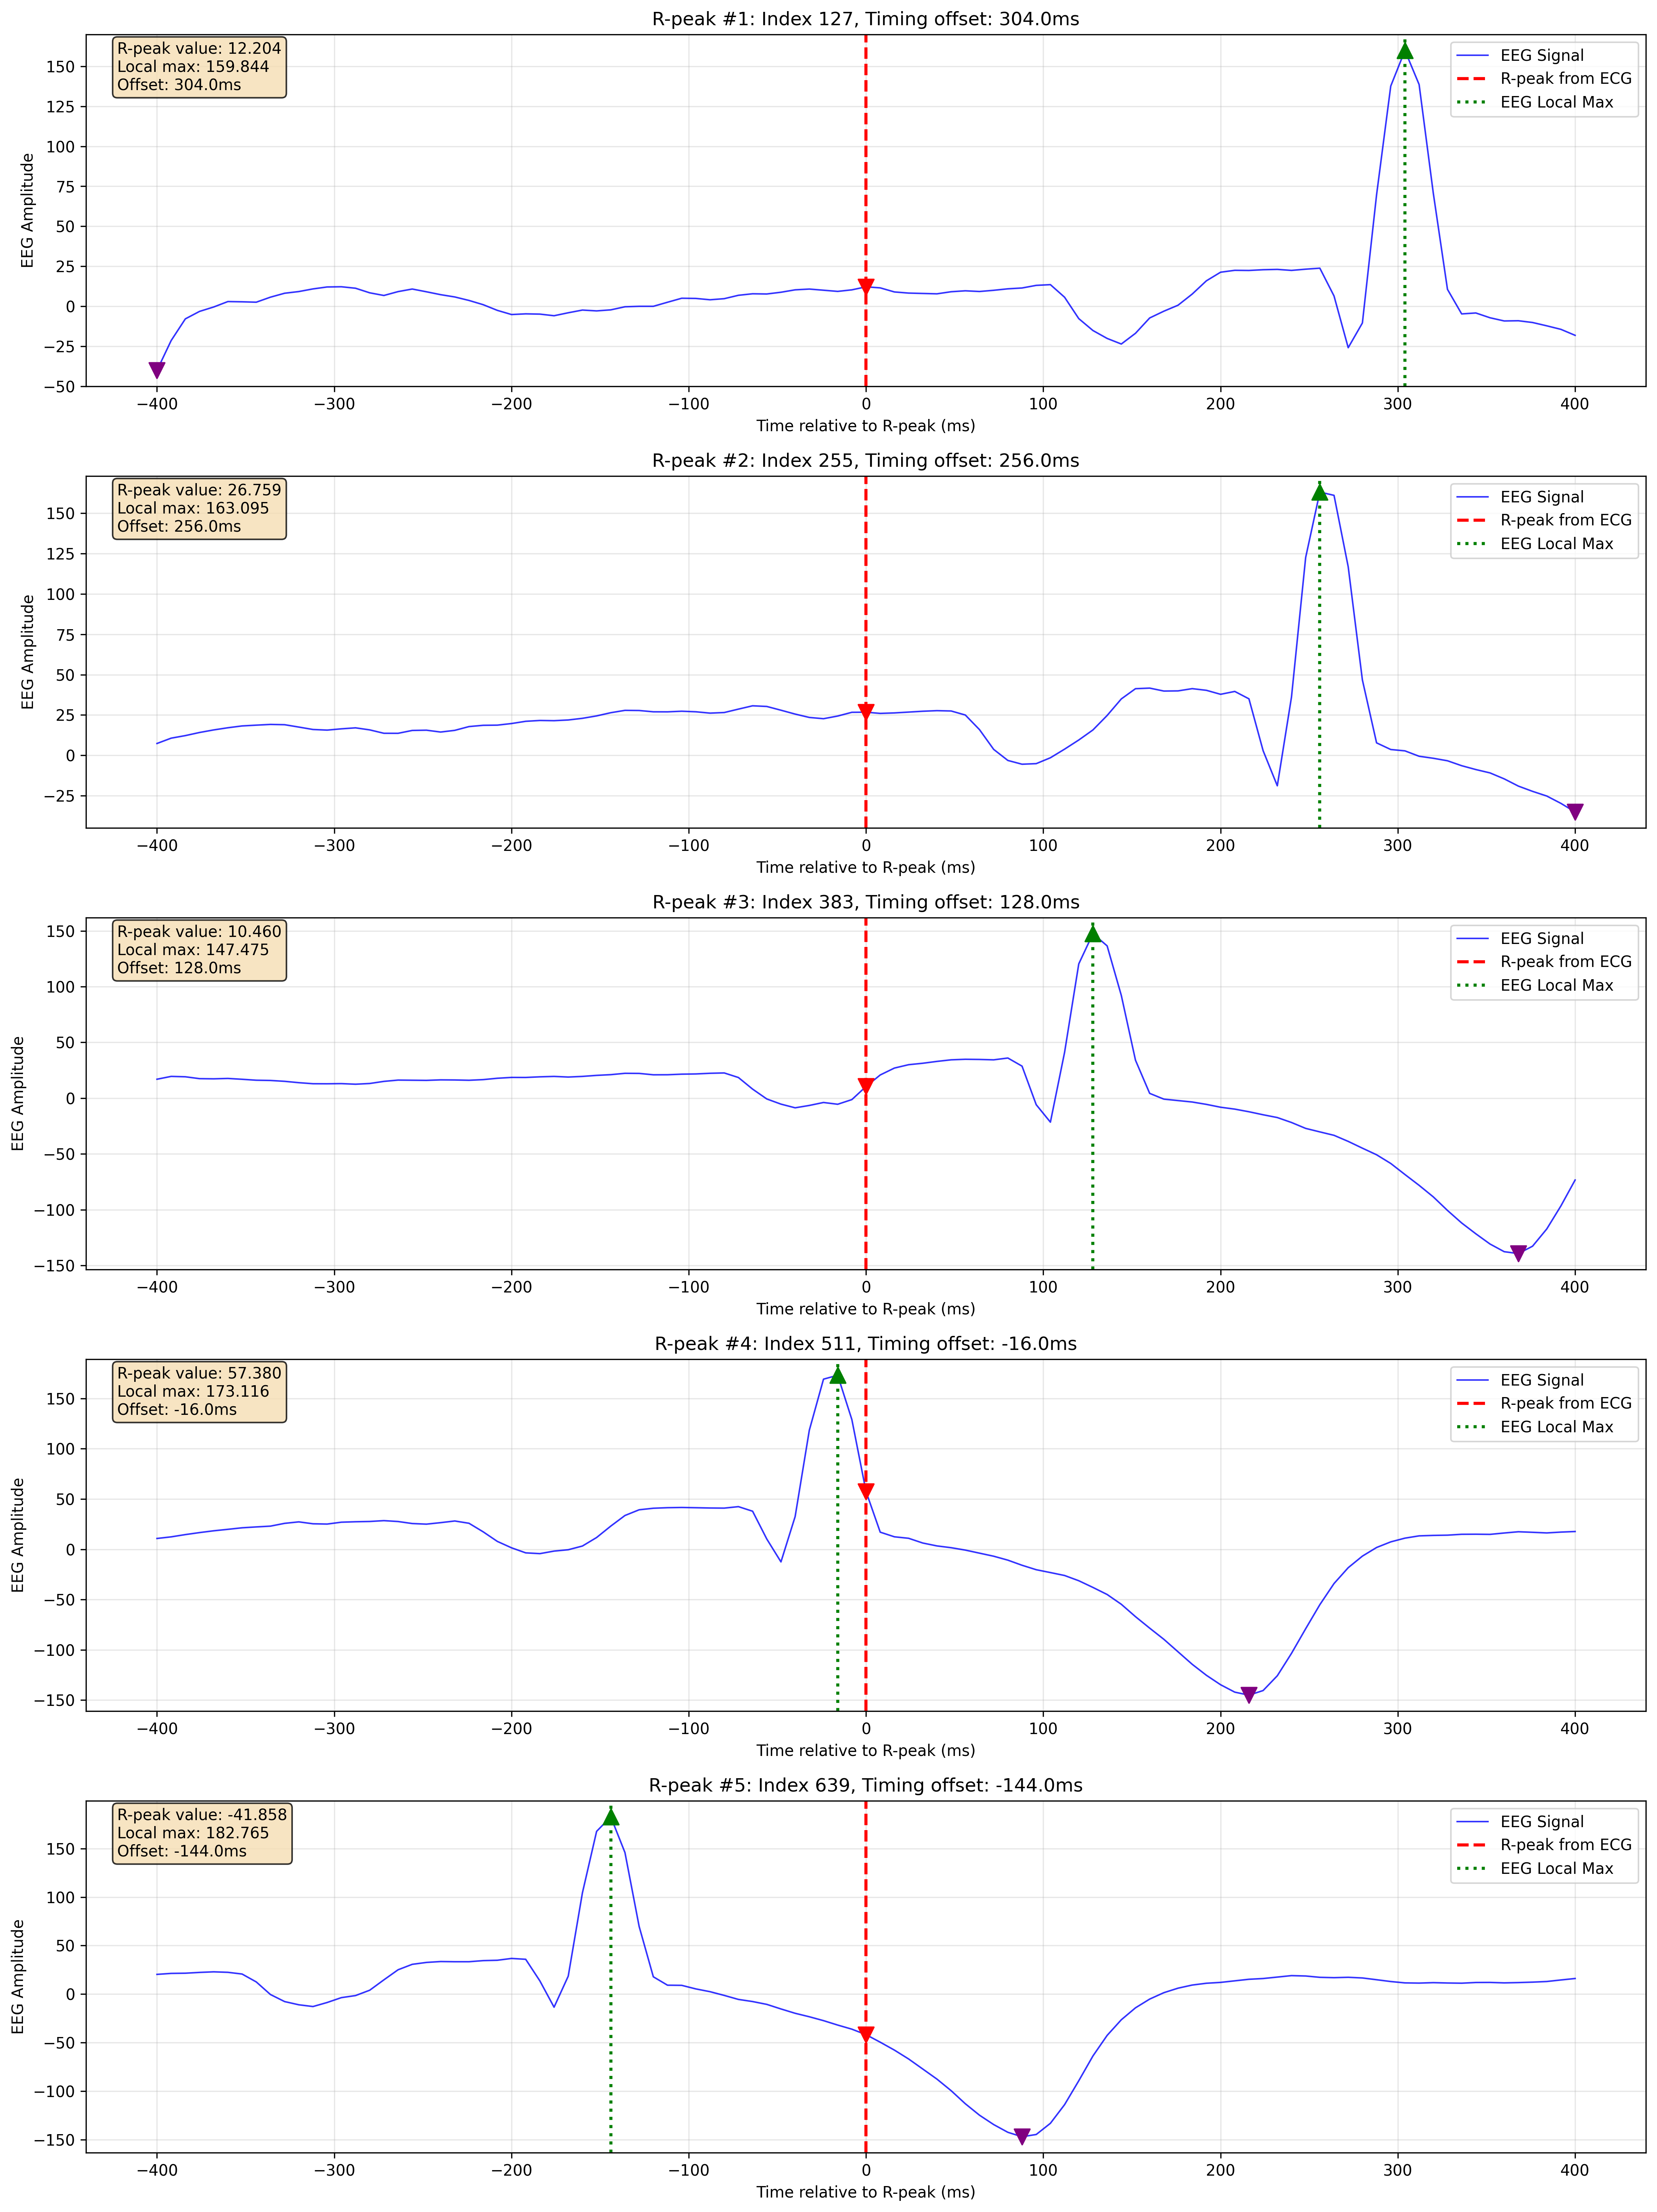 R-peak #1: Index 127, Timing offset: 304.0ms
R-peak value: 12.204
Local max: 159.844
Offset: 304.0ms
EEG Signal
R-peak from ECG
EEG Local Max
EEG Amplitude
150
125
100
75
50
25
0
−25
−50
−400 −300 −200 −100 0 100 200 300 400
Time relative to R-peak (ms)
R-peak #2: Index 255, Timing offset: 256.0ms
R-peak value: 26.759
Local max: 163.095
Offset: 256.0ms
EEG Signal
R-peak from ECG
EEG Local Max
EEG Amplitude
150
125
100
75
50
25
0
−25
−400 −300 −200 −100 0 100 200 300 400
Time relative to R-peak (ms)
R-peak #3: Index 383, Timing offset: 128.0ms
R-peak value: 10.460
Local max: 147.475
Offset: 128.0ms
EEG Signal
R-peak from ECG
EEG Local Max
EEG Amplitude
150
100
50
0
−50
−100
−150
−400 −300 −200 −100 0 100 200 300 400
Time relative to R-peak (ms)
R-peak #4: Index 511, Timing offset: -16.0ms
R-peak value: 57.380
Local max: 173.116
Offset: -16.0ms
EEG Signal
R-peak from ECG
EEG Local Max
EEG Amplitude
150
100
50
0
−50
−100
−150
−400 −300 −200 −100 0 100 200 300 400
Time relative to R-peak (ms)
R-peak #5: Index 639, Timing offset: -144.0ms
R-peak value: -41.858
Local max: 182.765
Offset: -144.0ms
EEG Signal
R-peak from ECG
EEG Local Max
EEG Amplitude
150
100
50
0
−50
−100
−150
−400 −300 −200 −100 0 100 200 300 400
Time relative to R-peak (ms)